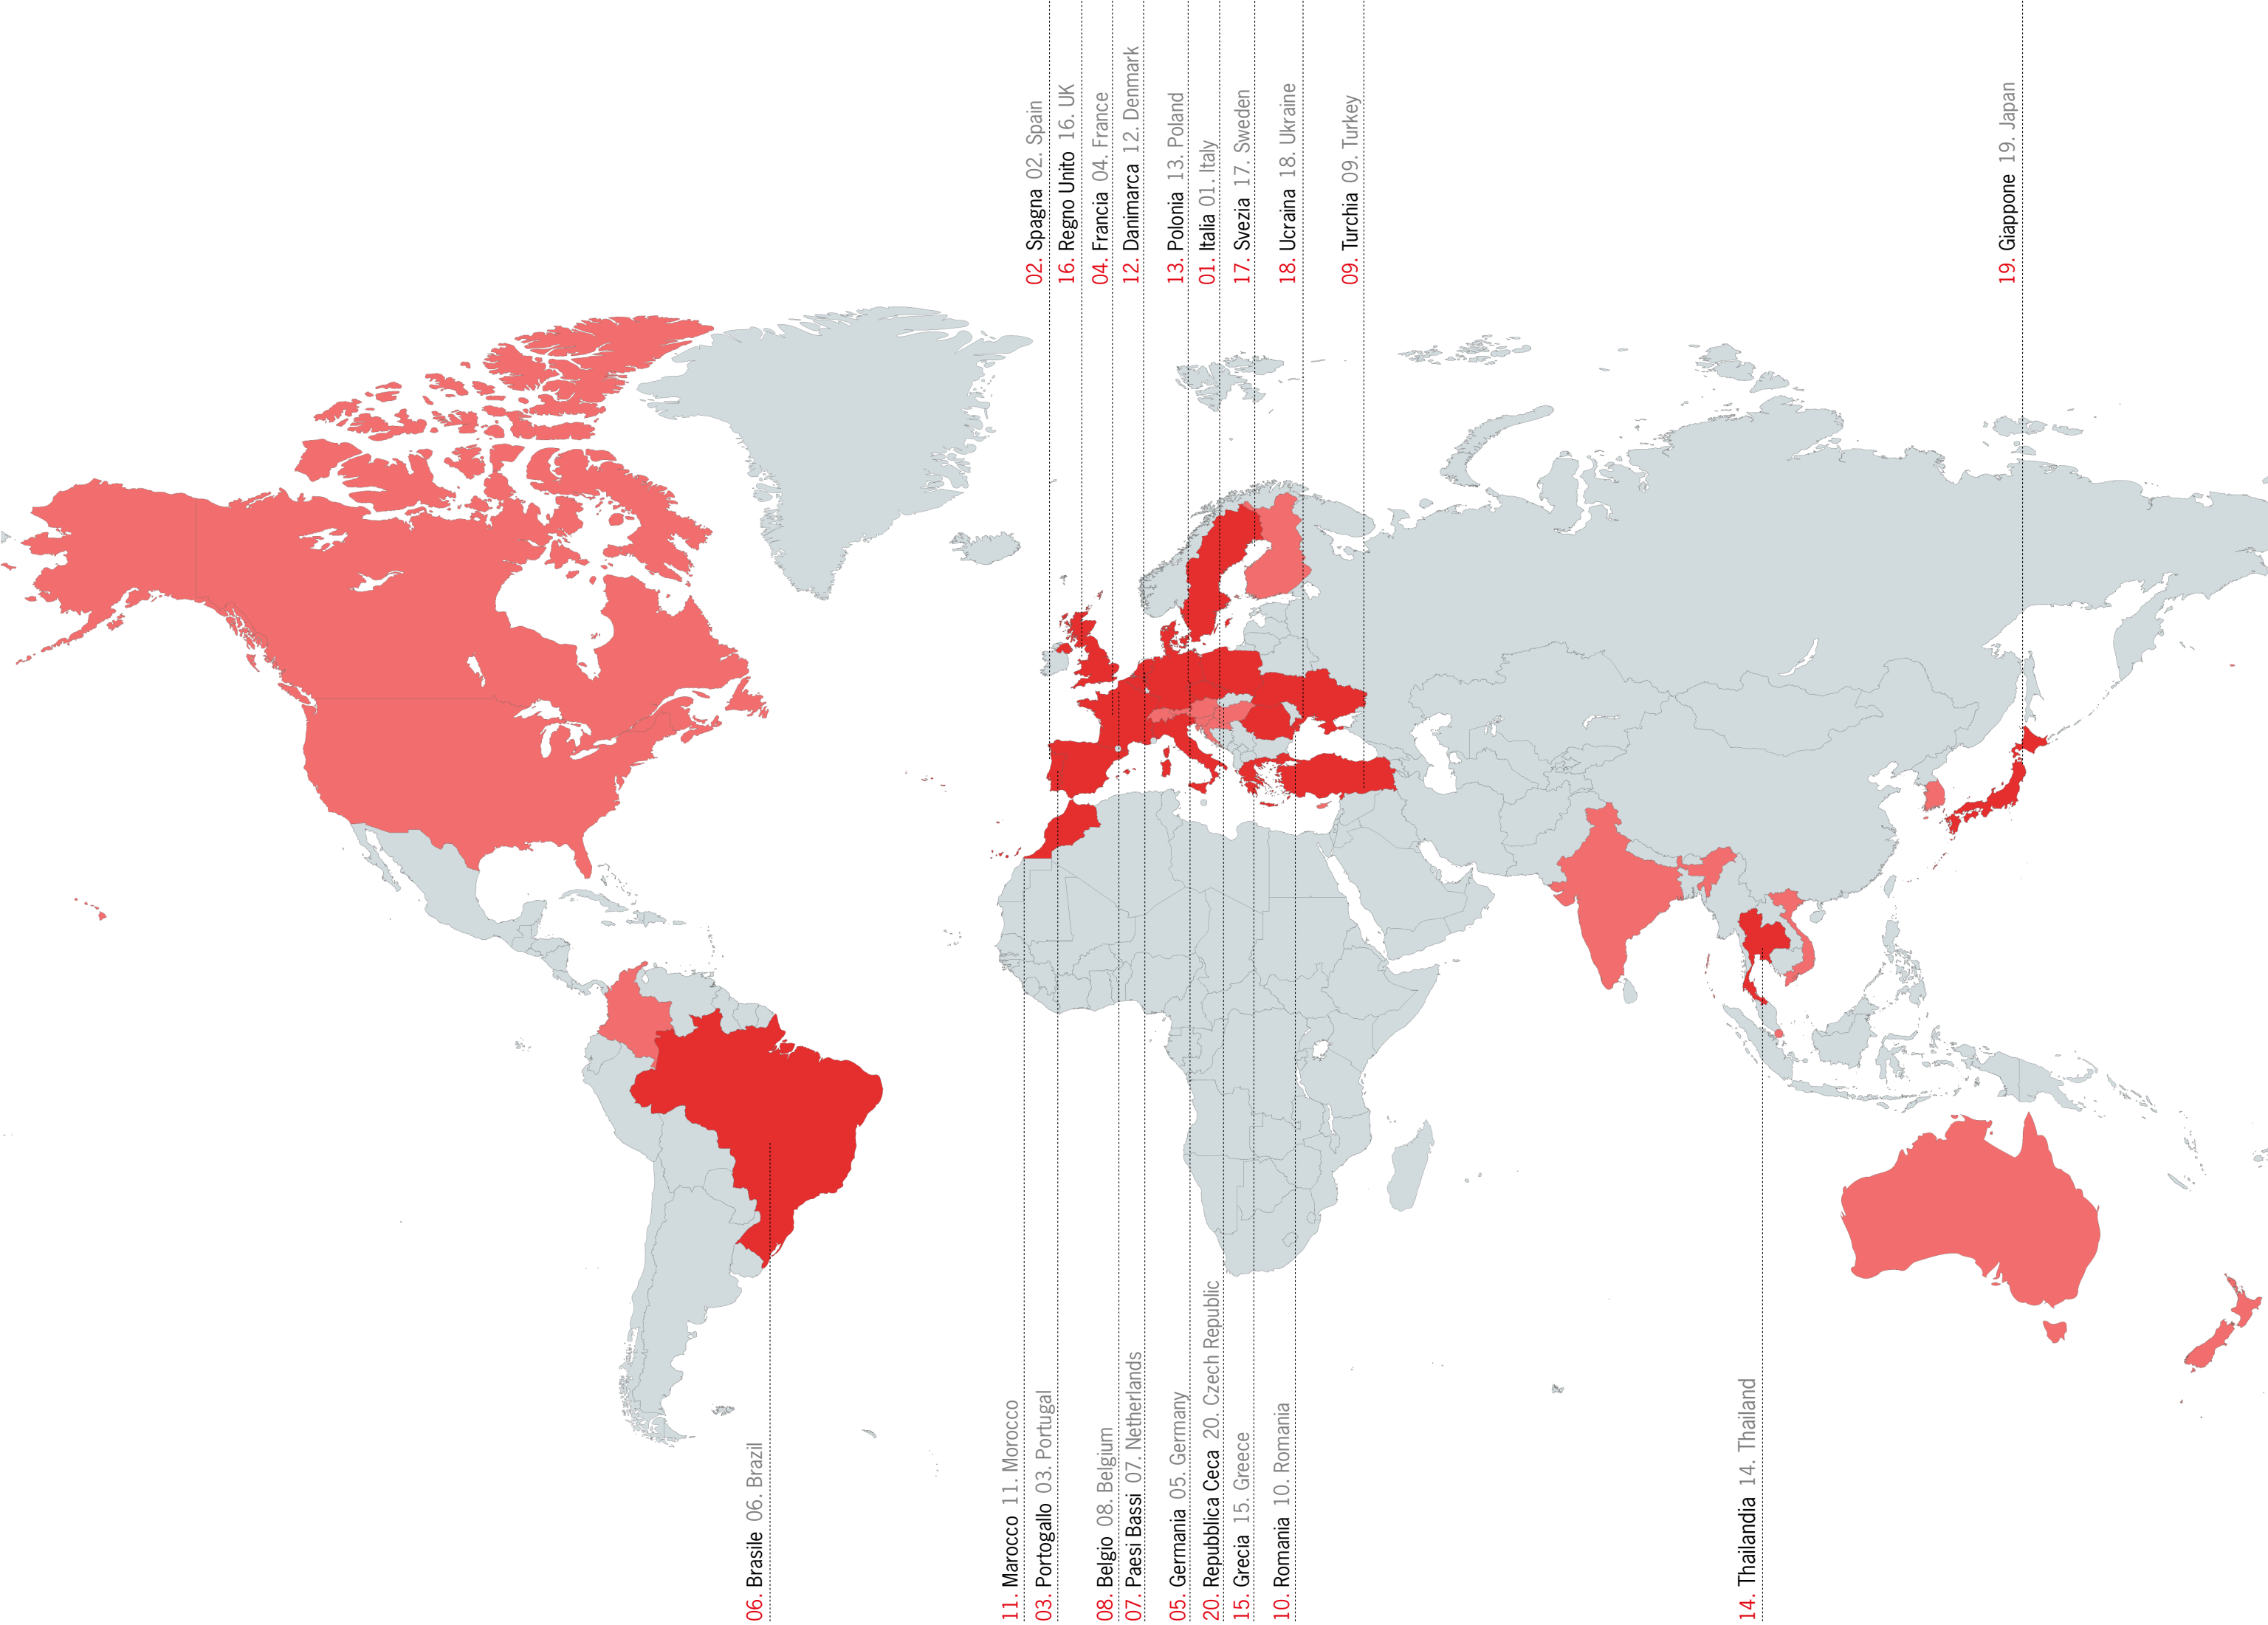 02. Spagna 02. Spain
16. Regno Unito 16. UK
04. Francia 04. France
12. Danimarca 12. Denmark
13. Polonia 13. Poland
01. Italia 01. Italy
17. Svezia 17. Sweden
18. Ucraina 18. Ukraine
09. Turchia 09. Turkey
19. Giappone 19. Japan
06. Brasile 06. Brazil
11. Marocco 11. Morocco
03. Portogallo 03. Portugal
08. Belgio 08. Belgium
07. Paesi Bassi 07. Netherlands
05. Germania 05. Germany
20. Repubblica Ceca 20. Czech Republic
15. Grecia 15. Greece
10. Romania 10. Romania
14. Thailandia 14. Thailand